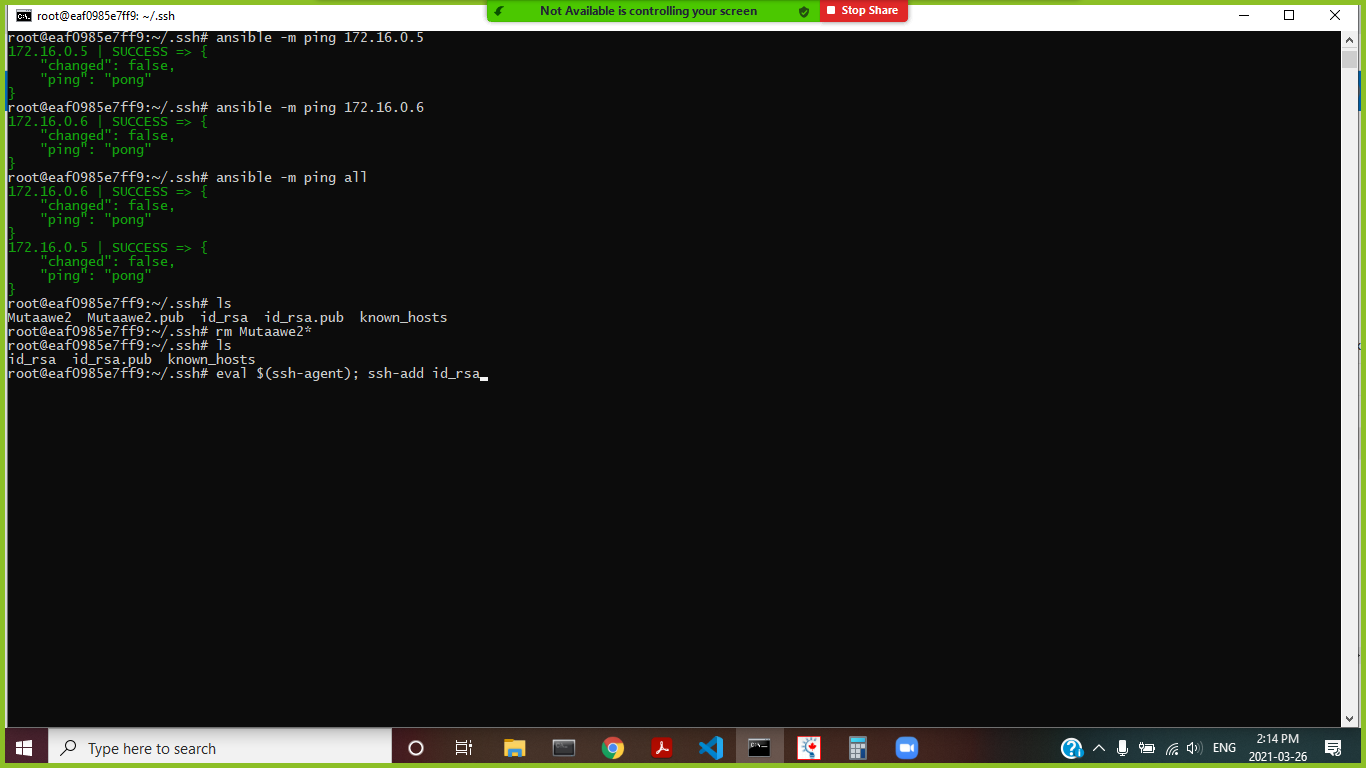 Not Available is controlling your screen
Stop Share
root@eaf0985e7ff9: ~/.ssh
root@eaf0985e7ff9:~/.ssh# ansible -m ping 172.16.0.5
172.16.0.5 | SUCCESS => {
    "changed": false,
    "ping": "pong"
}
root@eaf0985e7ff9:~/.ssh# ansible -m ping 172.16.0.6
172.16.0.6 | SUCCESS => {
    "changed": false,
    "ping": "pong"
}
root@eaf0985e7ff9:~/.ssh# ansible -m ping all
172.16.0.6 | SUCCESS => {
    "changed": false,
    "ping": "pong"
}
172.16.0.5 | SUCCESS => {
    "changed": false,
    "ping": "pong"
}
root@eaf0985e7ff9:~/.ssh# ls
Mutaawe2  Mutaawe2.pub  id_rsa  id_rsa.pub  known_hosts
root@eaf0985e7ff9:~/.ssh# rm Mutaawe2*
root@eaf0985e7ff9:~/.ssh# ls
id_rsa  id_rsa.pub  known_hosts
root@eaf0985e7ff9:~/.ssh# eval $(ssh-agent); ssh-add id_rsa
Type here to search
ENG
2:14 PM
2021-03-26